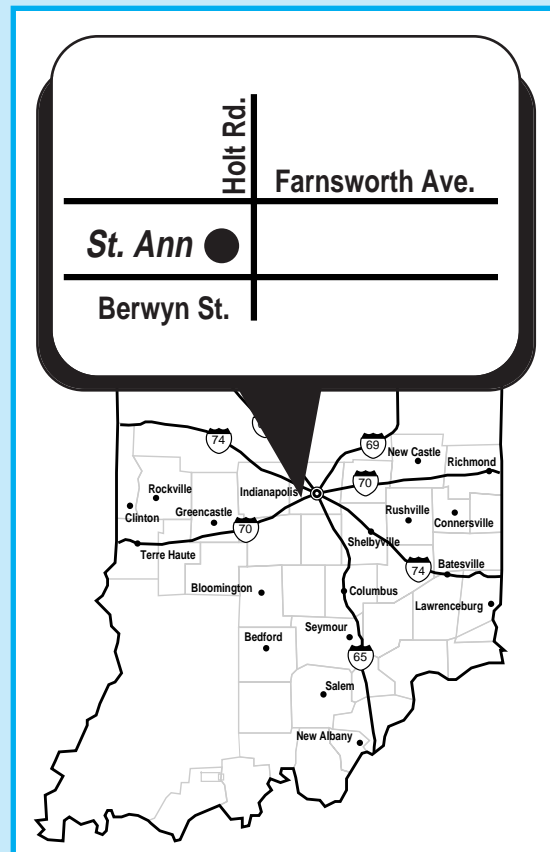 Holt Rd.
Farnsworth Ave.
St. Ann
Berwyn St.
74
69
New Castle
Richmond
70
Indianapolis
Rockville
Clinton
Greencastle
70
Rushville
Connersville
Shelbyville
Terre Haute
74
Batesville
Bloomington
Columbus
Lawrenceburg
Seymour
Bedford
65
Salem
New Albany